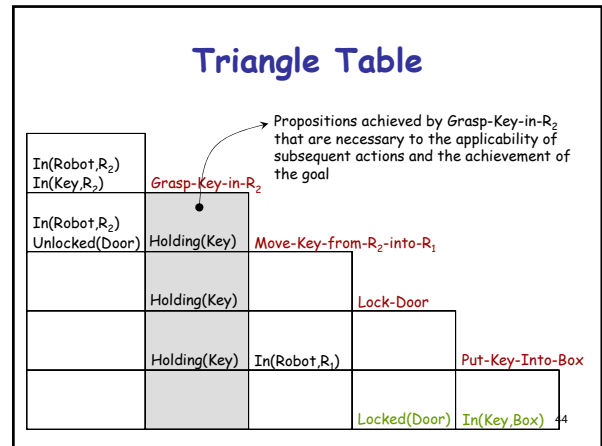 Triangle Table
Propositions achieved by Grasp-Key-in-R₂
that are necessary to the applicability of
subsequent actions and the achievement of
the goal
In(Robot,R₂)
In(Key,R₂)
Grasp-Key-in-R₂
In(Robot,R₂)
Unlocked(Door)
Holding(Key)
Move-Key-from-R₂-into-R₁
Holding(Key)
Lock-Door
Holding(Key)
In(Robot,R₁)
Put-Key-Into-Box
Locked(Door)
In(Key,Box)
44